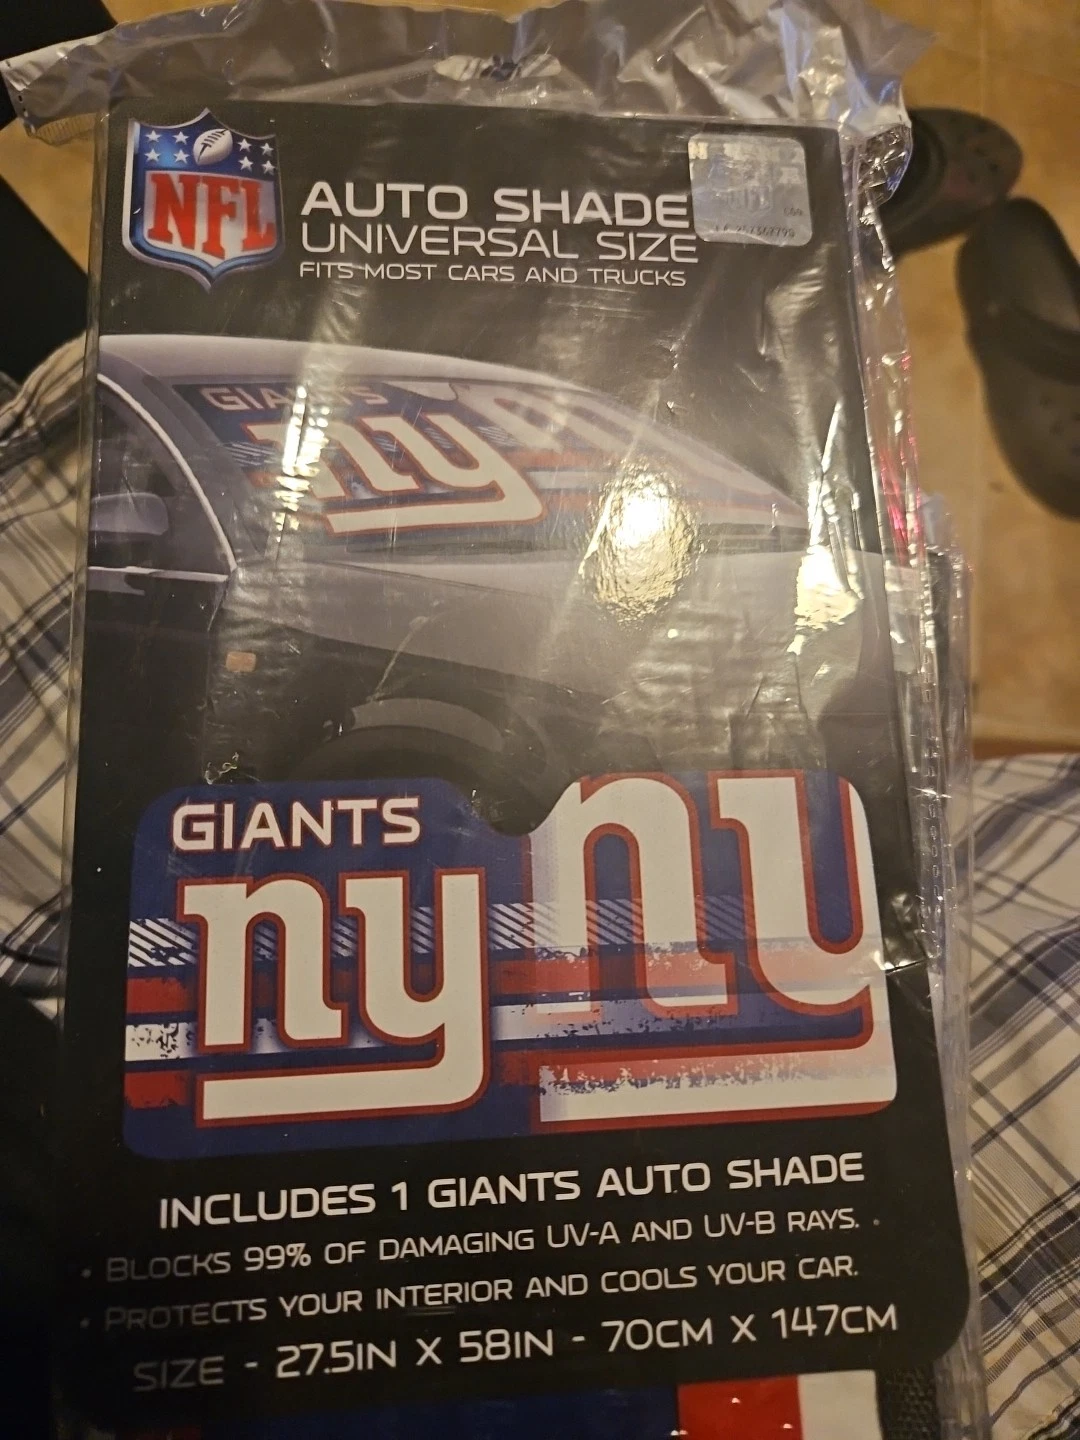 NFL
AUTO SHADE
UNIVERSAL SIZE
FITS MOST CARS AND TRUCKS
GIANTS
ny
GIANTS
ny
ny
INCLUDES 1 GIANTS AUTO SHADE
• BLOCKS 99% OF DAMAGING UV-A AND UV-B RAYS.
• PROTECTS YOUR INTERIOR AND COOLS YOUR CAR.
SIZE - 27.5IN X 58IN - 70CM X 147CM